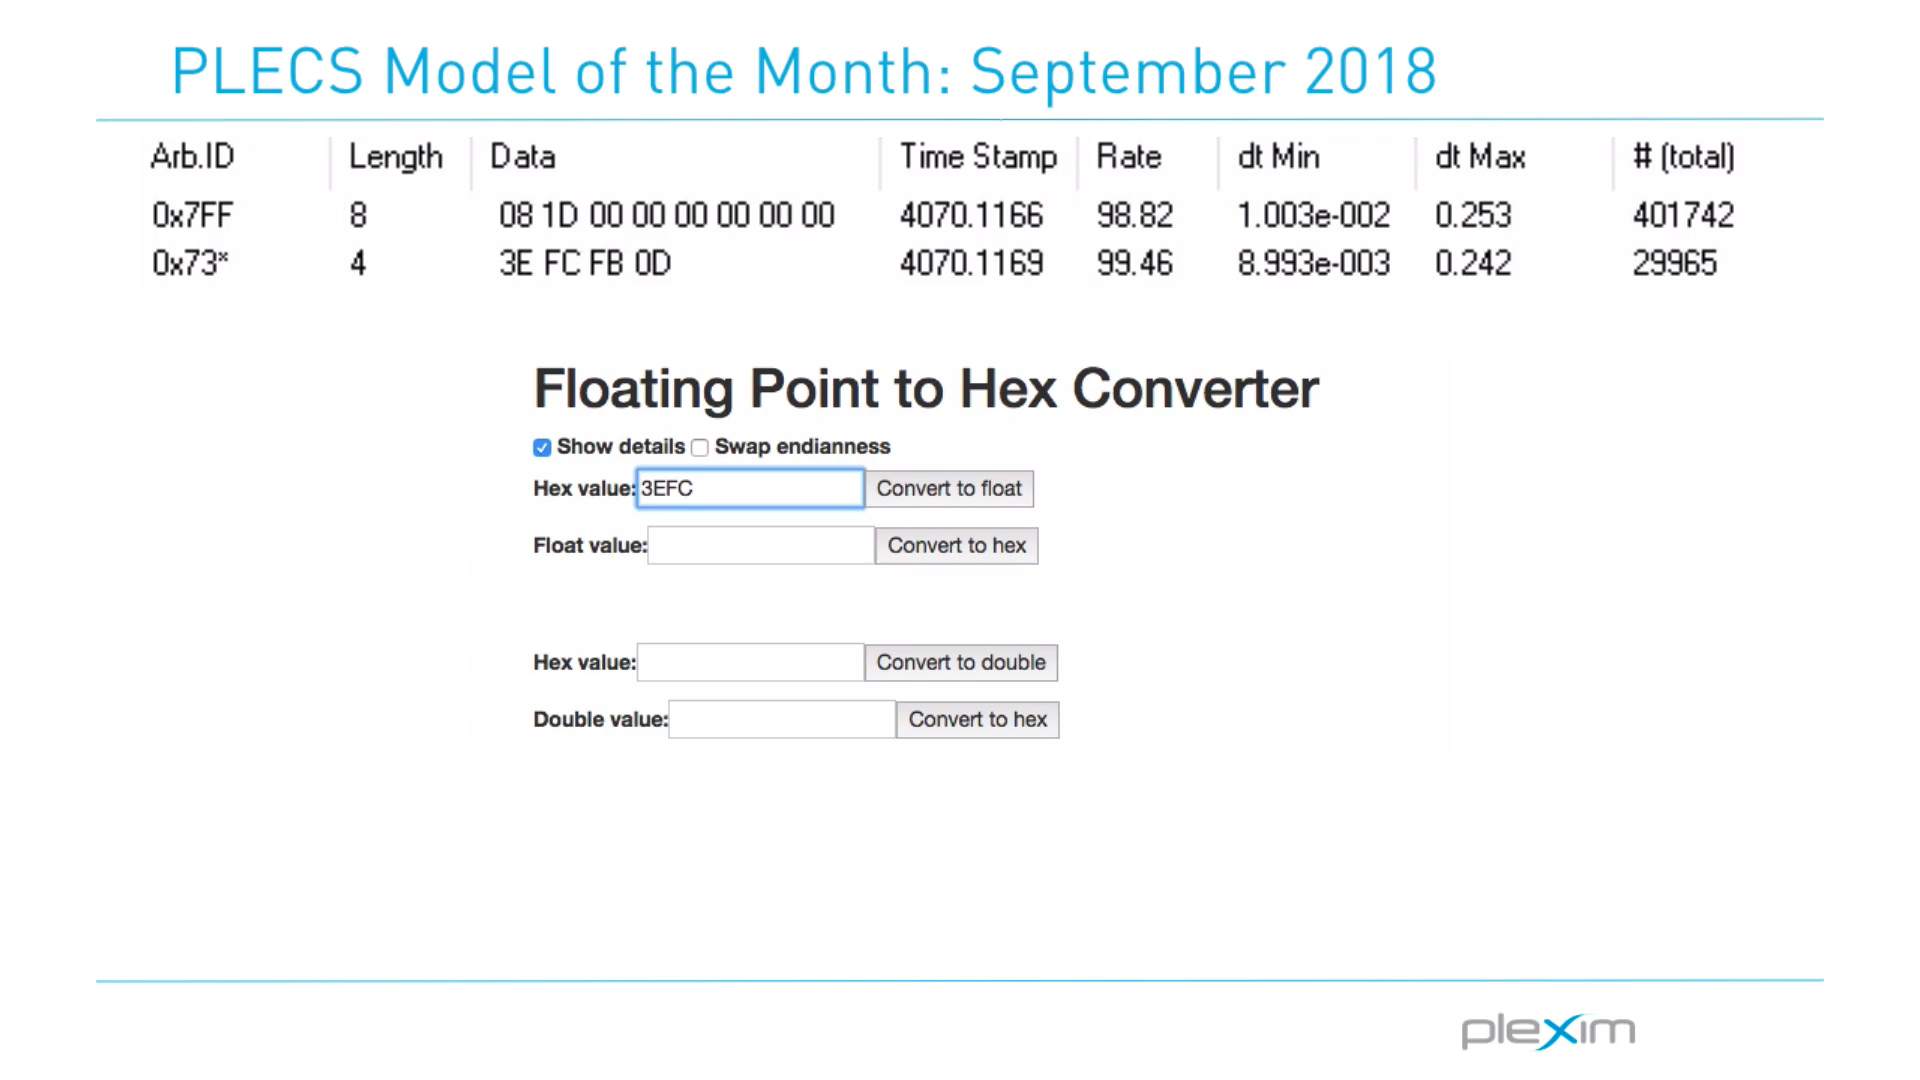 PLECS Model of the Month: September 2018
Arb.ID Length Data Time Stamp Rate dt Min dt Max # (total)
0x7FF 8 08 1D 00 00 00 00 00 00 4070.1166 98.82 1.003e-002 0.253 401742
0x73* 4 3E FC FB 0D 4070.1169 99.46 8.993e-003 0.242 29965
Floating Point to Hex Converter
Show details Swap endianness
Hex value: 3EFC Convert to float
Float value: Convert to hex
Hex value: Convert to double
Double value: Convert to hex
plexim